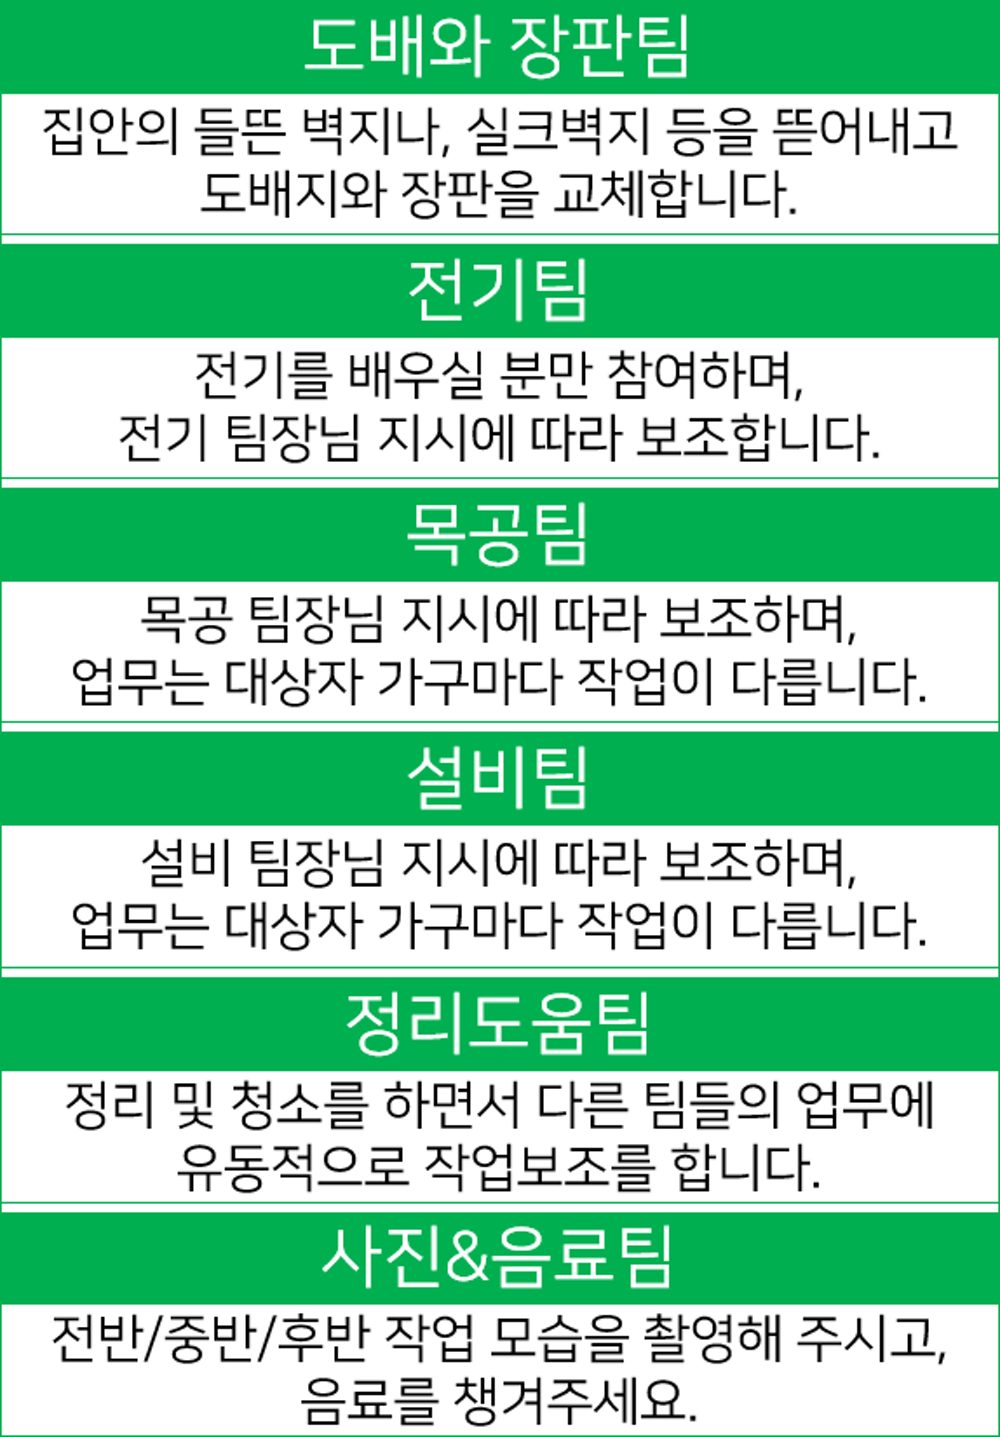 도배와 장판팀
집안의 들뜬 벽지나, 실크벽지 등을 뜯어내고
도배지와 장판을 교체합니다.
전기팀
전기를 배우실 분만 참여하며,
전기 팀장님 지시에 따라 보조합니다.
목공팀
목공 팀장님 지시에 따라 보조하며,
업무는 대상자 가구마다 작업이 다릅니다.
설비팀
설비 팀장님 지시에 따라 보조하며,
업무는 대상자 가구마다 작업이 다릅니다.
정리도움팀
정리 및 청소를 하면서 다른 팀들의 업무에
유동적으로 작업보조를 합니다.
사진&음료팀
전반/중반/후반 작업 모습을 촬영해 주시고,
음료를 챙겨주세요.